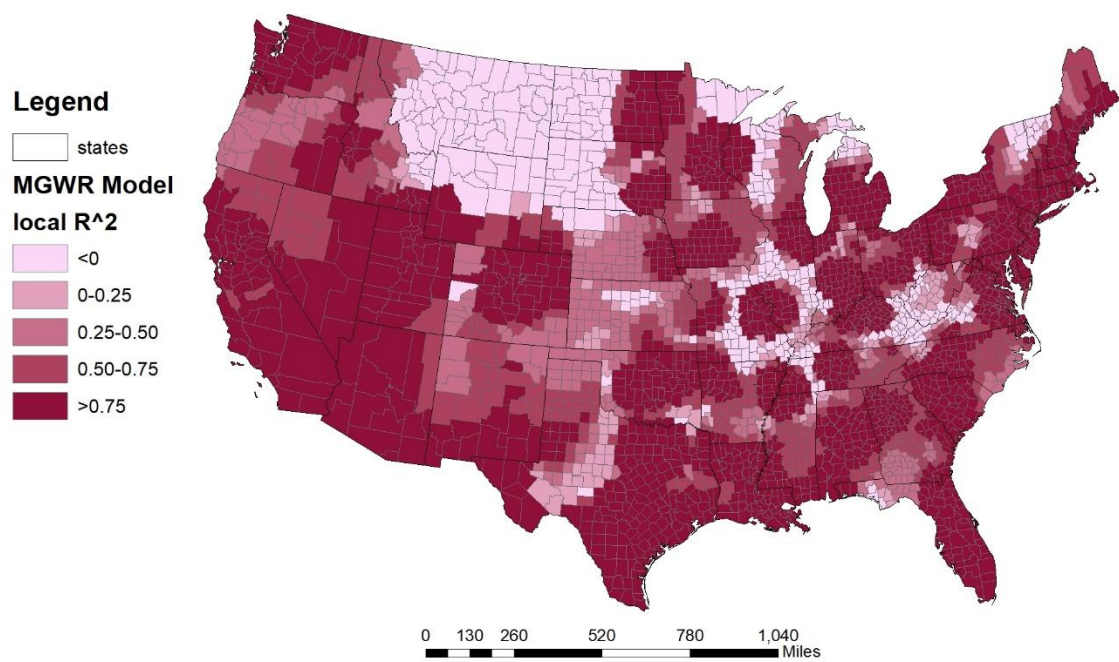 Legend
states
MGWR Model
local R^2
<0
0-0.25
0.25-0.50
0.50-0.75
>0.75
0 130 260 520 780 1,040
Miles